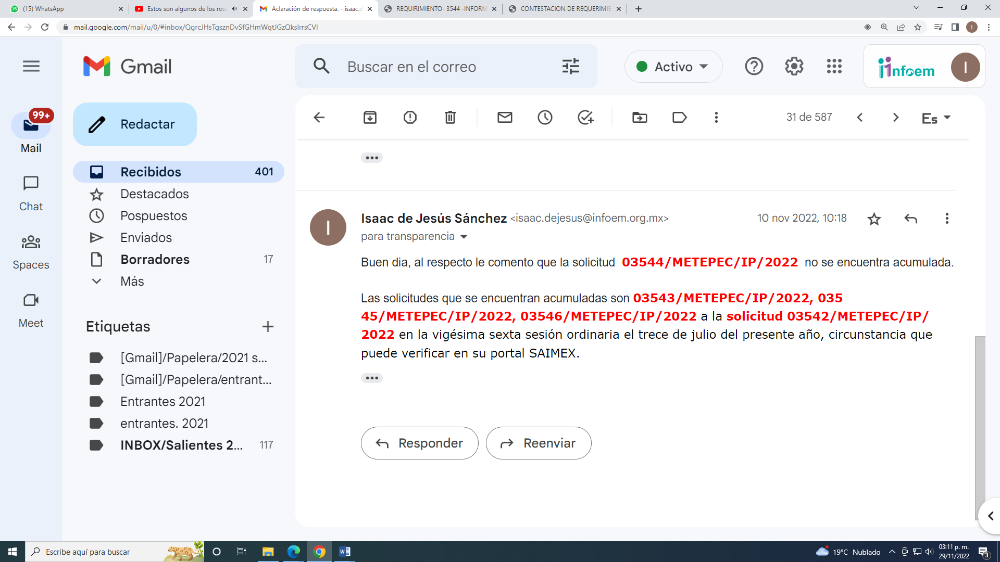 (15) WhatsApp
Estos son algunos de los rost
Aclaración de respuesta. - isaac.d
REQUIRIMIENTO- 3544 -INFORM
CONTESTACION DE REQUERIMIE
mail.google.com/mail/u/0/#inbox/QgrcJHsTgsznDvSfGHmWqtJGzQkslrrsCVl
Gmail
Buscar en el correo
Activo
infoem
I
99+
Mail
Chat
Spaces
Meet
Redactar
Recibidos 401
Destacados
Pospuestos
Enviados
Borradores 17
Más
Etiquetas
[Gmail]/Papelera/2021 s...
[Gmail]/Papelera/entrant...
Entrantes 2021
entrantes. 2021
INBOX/Salientes 2... 117
31 de 587
Es
I
Isaac de Jesús Sánchez <isaac.dejesus@infoem.org.mx>
10 nov 2022, 10:18
para transparencia
Buen dia, al respecto le comento que la solicitud 03544/METEPEC/IP/2022 no se encuentra acumulada.
Las solicitudes que se encuentran acumuladas son 03543/METEPEC/IP/2022, 035
45/METEPEC/IP/2022, 03546/METEPEC/IP/2022 a la solicitud 03542/METEPEC/IP/
2022 en la vigésima sexta sesión ordinaria el trece de julio del presente año, circunstancia que
puede verificar en su portal SAIMEX.
Responder
Reenviar
Escribe aquí para buscar
19°C Nublado
03:11 p. m.
29/11/2022
3